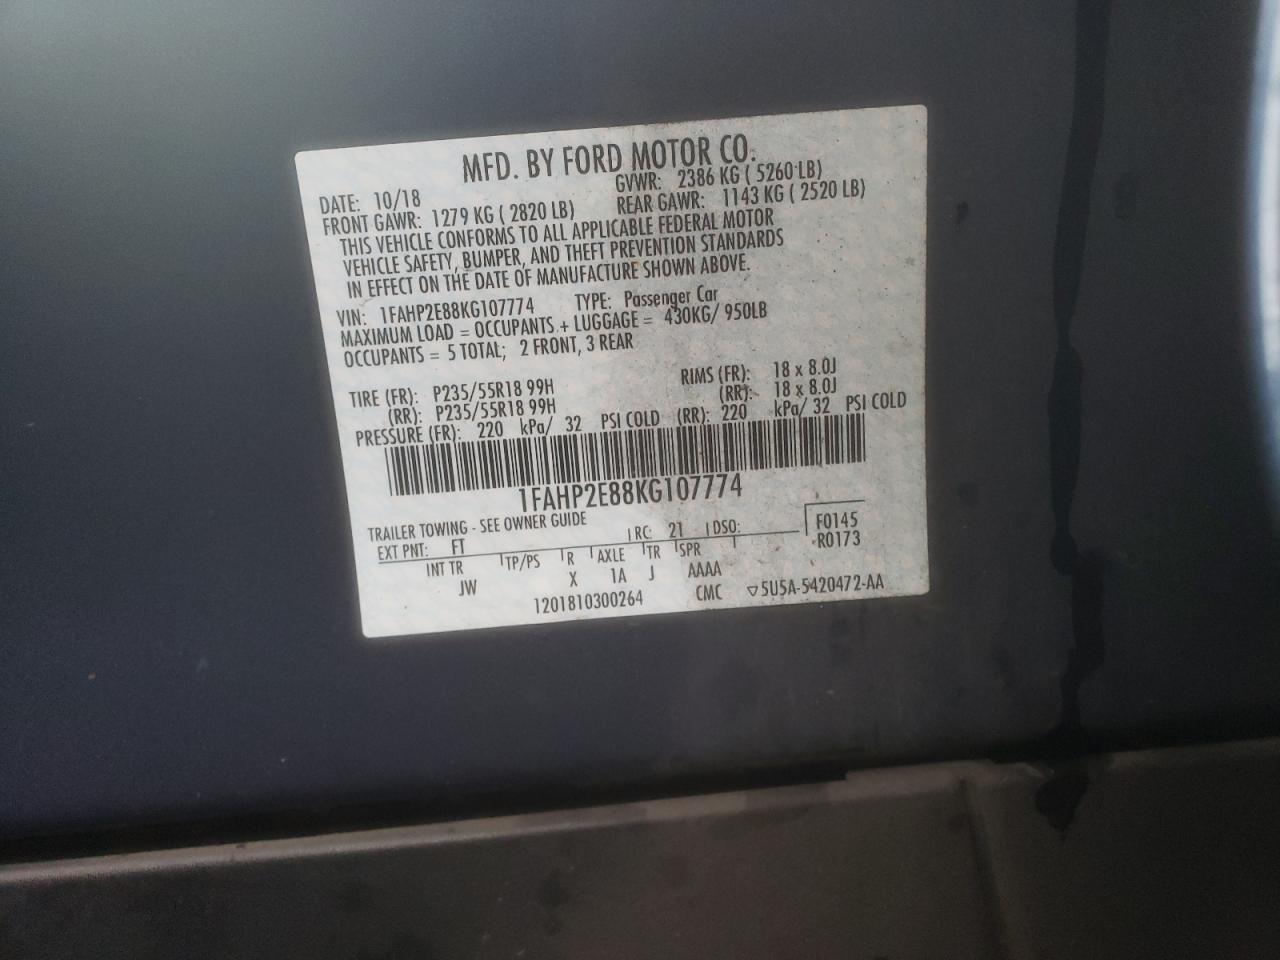 MFD. BY FORD MOTOR CO.
DATE: 10/18 GVWR: 2386 KG ( 5260 LB)
FRONT GAWR: 1279 KG ( 2820 LB) REAR GAWR: 1143 KG ( 2520 LB)
THIS VEHICLE CONFORMS TO ALL APPLICABLE FEDERAL MOTOR
VEHICLE SAFETY, BUMPER, AND THEFT PREVENTION STANDARDS
IN EFFECT ON THE DATE OF MANUFACTURE SHOWN ABOVE.
VIN: 1FAHP2E88KG107774 TYPE: Passenger Car
MAXIMUM LOAD = OCCUPANTS + LUGGAGE = 430KG/ 950LB
OCCUPANTS = 5 TOTAL; 2 FRONT, 3 REAR
TIRE (FR): P235/55R18 99H RIMS (FR): 18 x 8.0J
(RR): P235/55R18 99H (RR): 18 x 8.0J
PRESSURE (FR): 220 kPa/ 32 PSI COLD (RR): 220 kPa/ 32 PSI COLD
1FAHP2E88KG107774
TRAILER TOWING - SEE OWNER GUIDE
EXT PNT: FT RC: 21 DSO: F0145
INT TR TP/PS R AXLE TR SPR R0173
JW X 1A J AAAA
1201810300264 CMC ▽5U5A-5420472-AA